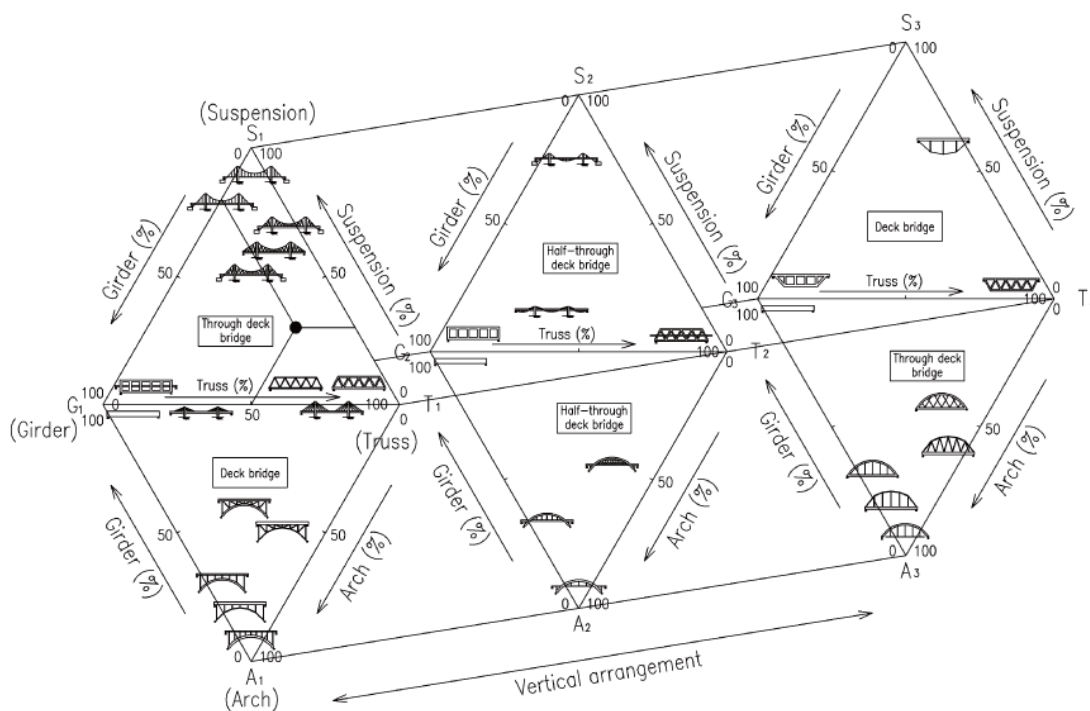 S3
0 100
S2
0 100
(Suspension)
S1
0 100
Girder (%)
50
Suspension (%)
50
Through deck
bridge
Girder (%)
50
Suspension (%)
50
Half-through
deck bridge
Girder (%)
50
Suspension (%)
50
Deck bridge
100
G1
0
Truss (%)
50
100
0
T1
(Girder)
100
(Truss)
0
100
G2
Truss (%)
100
0
T2
100
0
100
G3
Truss (%)
100
0
T
100
0
Deck bridge
Girder (%)
50
Arch (%)
50
Half-through
deck bridge
Girder (%)
Arch (%)
50
Through deck
bridge
Girder (%)
Arch (%)
50
0 100
A3
0 100
A2
0 100
A1
(Arch)
Vertical arrangement